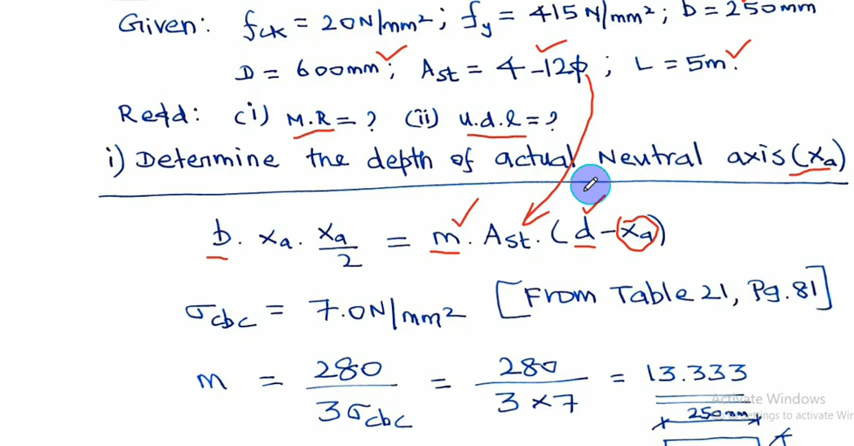 Given: fck = 20N/mm²; fy = 415 N/mm²; b = 250mm
D = 600mm; Ast = 4-12φ; L = 5m.
Reqd: (i) M.R = ? (ii) u.d.l = ?
i) Determine the depth of actual Neutral axis (xa)
b. xa. xa/2 = m. Ast. (d-xa)
σcbc = 7.0N/mm² [From Table 21, Pg. 81]
m = 280/3σcbc = 280/3×7 = 13.333
Activate Windows
250mm